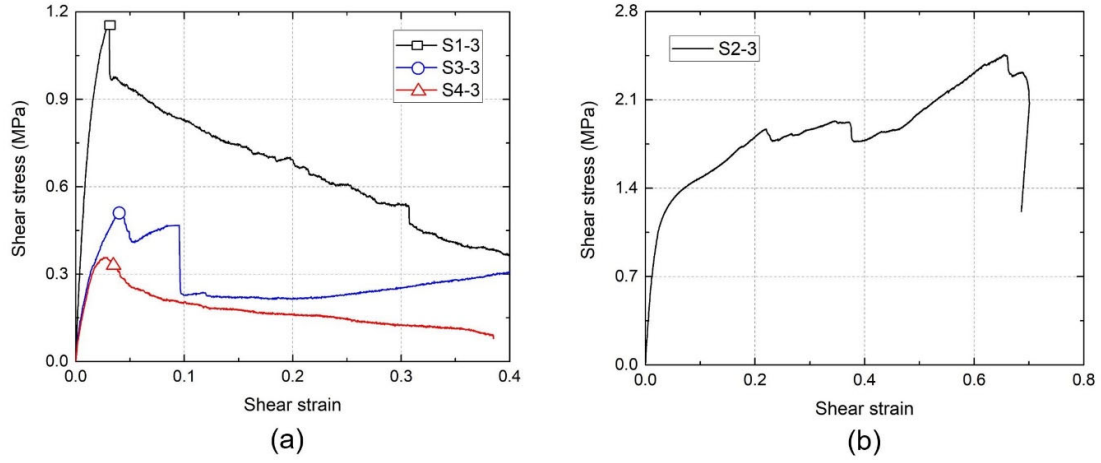 1.2
0.9
0.6
0.3
0.0
0.0 0.1 0.2 0.3 0.4
Shear stress (MPa)
Shear strain
S1-3
S3-3
S4-3
(a)
2.8
2.1
1.4
0.7
0.0
0.0 0.2 0.4 0.6 0.8
Shear stress (MPa)
Shear strain
S2-3
(b)